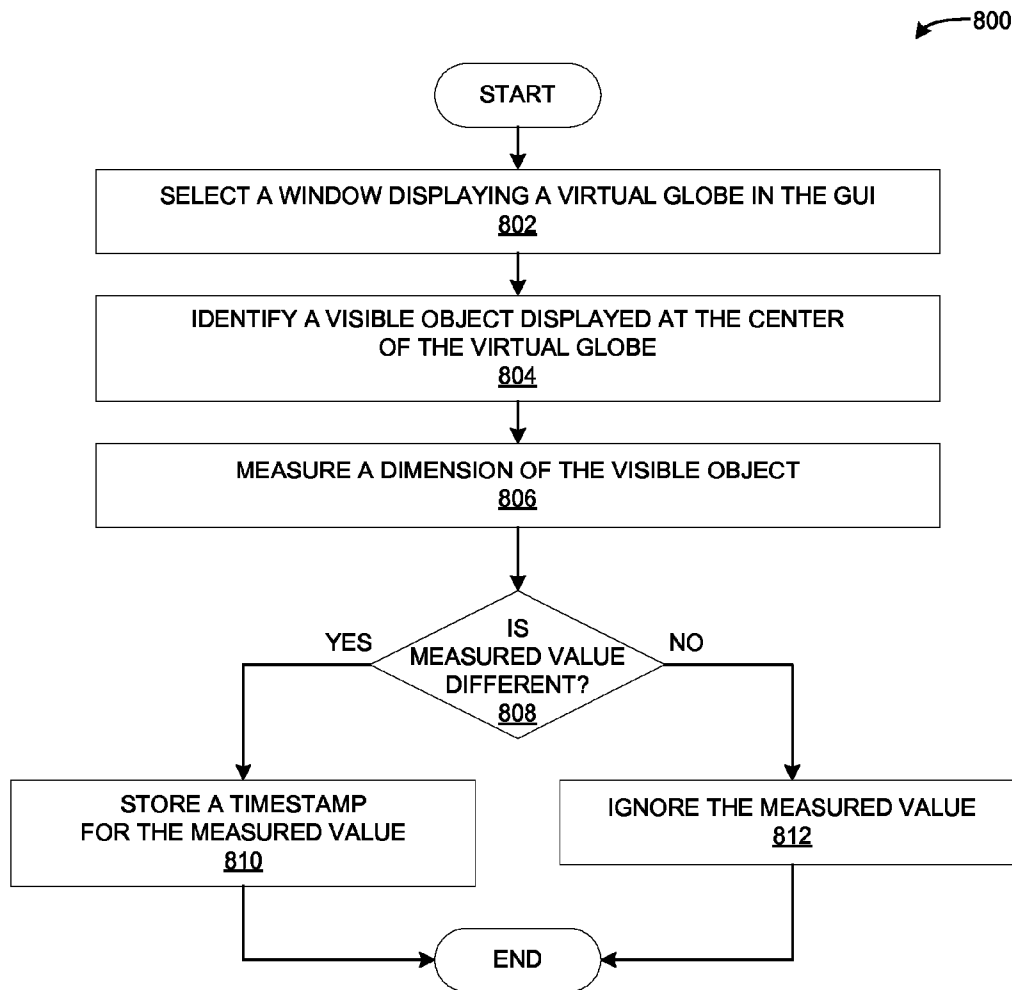 800
START
SELECT A WINDOW DISPLAYING A VIRTUAL GLOBE IN THE GUI
802
IDENTIFY A VISIBLE OBJECT DISPLAYED AT THE CENTER
OF THE VIRTUAL GLOBE
804
MEASURE A DIMENSION OF THE VISIBLE OBJECT
806
YES
IS
MEASURED VALUE
DIFFERENT?
808
NO
STORE A TIMESTAMP
FOR THE MEASURED VALUE
810
IGNORE THE MEASURED VALUE
812
END